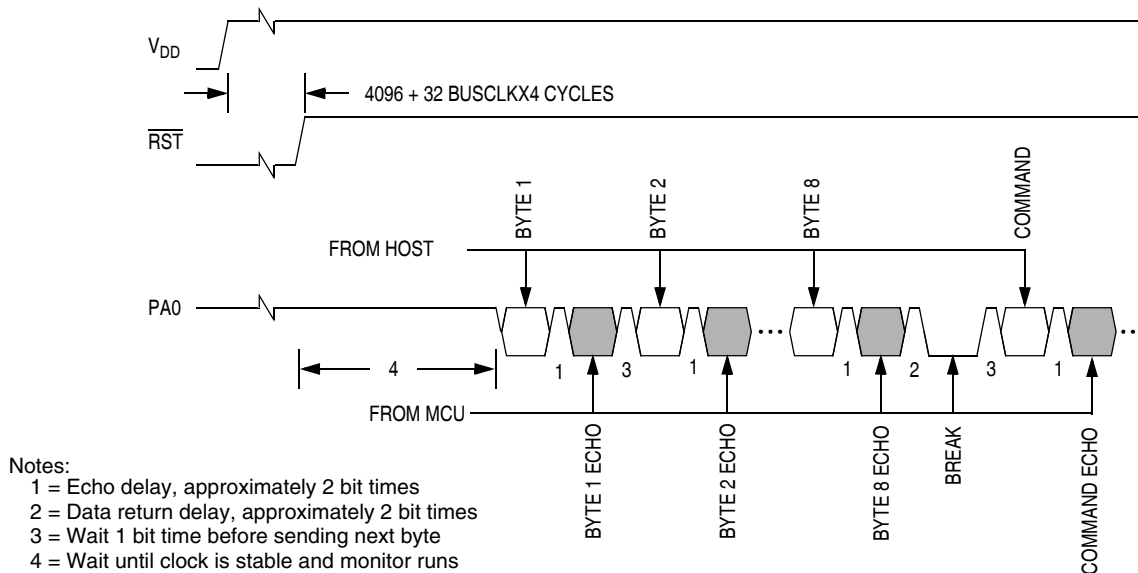 VDD
4096 + 32 BUSCLKX4 CYCLES
RST
BYTE 1
BYTE 2
BYTE 8
COMMAND
FROM HOST
PA0
4
1
3
1
1
2
3
1
FROM MCU
BYTE 1 ECHO
BYTE 2 ECHO
BYTE 8 ECHO
BREAK
COMMAND ECHO
Notes:
1 = Echo delay, approximately 2 bit times
2 = Data return delay, approximately 2 bit times
3 = Wait 1 bit time before sending next byte
4 = Wait until clock is stable and monitor runs